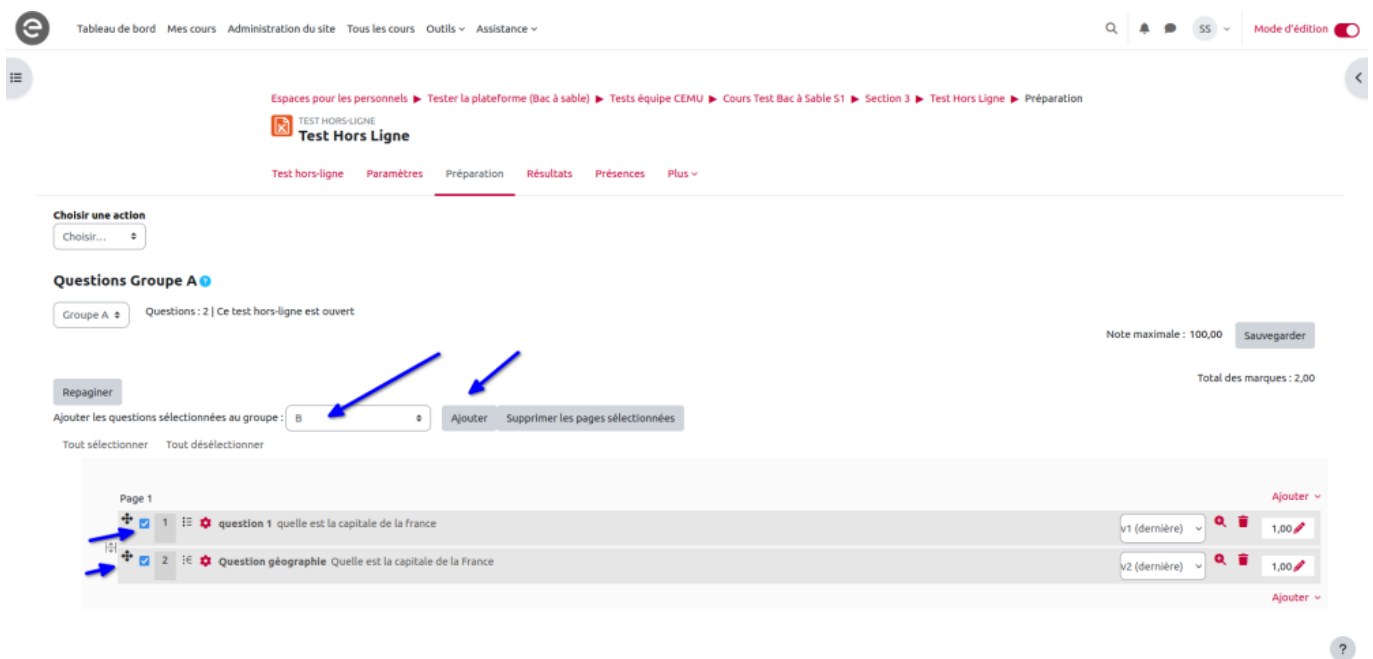 e Tableau de bord Mes cours Administration du site Tous les cours Outils Assistance SS Mode d'édition
Espaces pour les personnels ▶ Tester la plateforme (Bac à sable) ▶ Tests équipe CEMU ▶ Cours Test Bac à Sable S1 ▶ Section 3 ▶ Test Hors Ligne ▶ Préparation
TEST HORS-LIGNE
Test Hors Ligne
Test hors-ligne Paramètres Préparation Résultats Présences Plus
Choisir une action
Choisir...
Questions Groupe A ?
Groupe A Questions : 2 | Ce test hors-ligne est ouvert
Note maximale : 100,00 Sauvegarder
Total des marques : 2,00
Repaginer
Ajouter les questions sélectionnées au groupe : B Ajouter Supprimer les pages sélectionnées
Tout sélectionner Tout désélectionner
Page 1 Ajouter
1 question 1 quelle est la capitale de la france v1 (dernière) 1,00
2 Question géographie Quelle est la capitale de la France v2 (dernière) 1,00
Ajouter
?